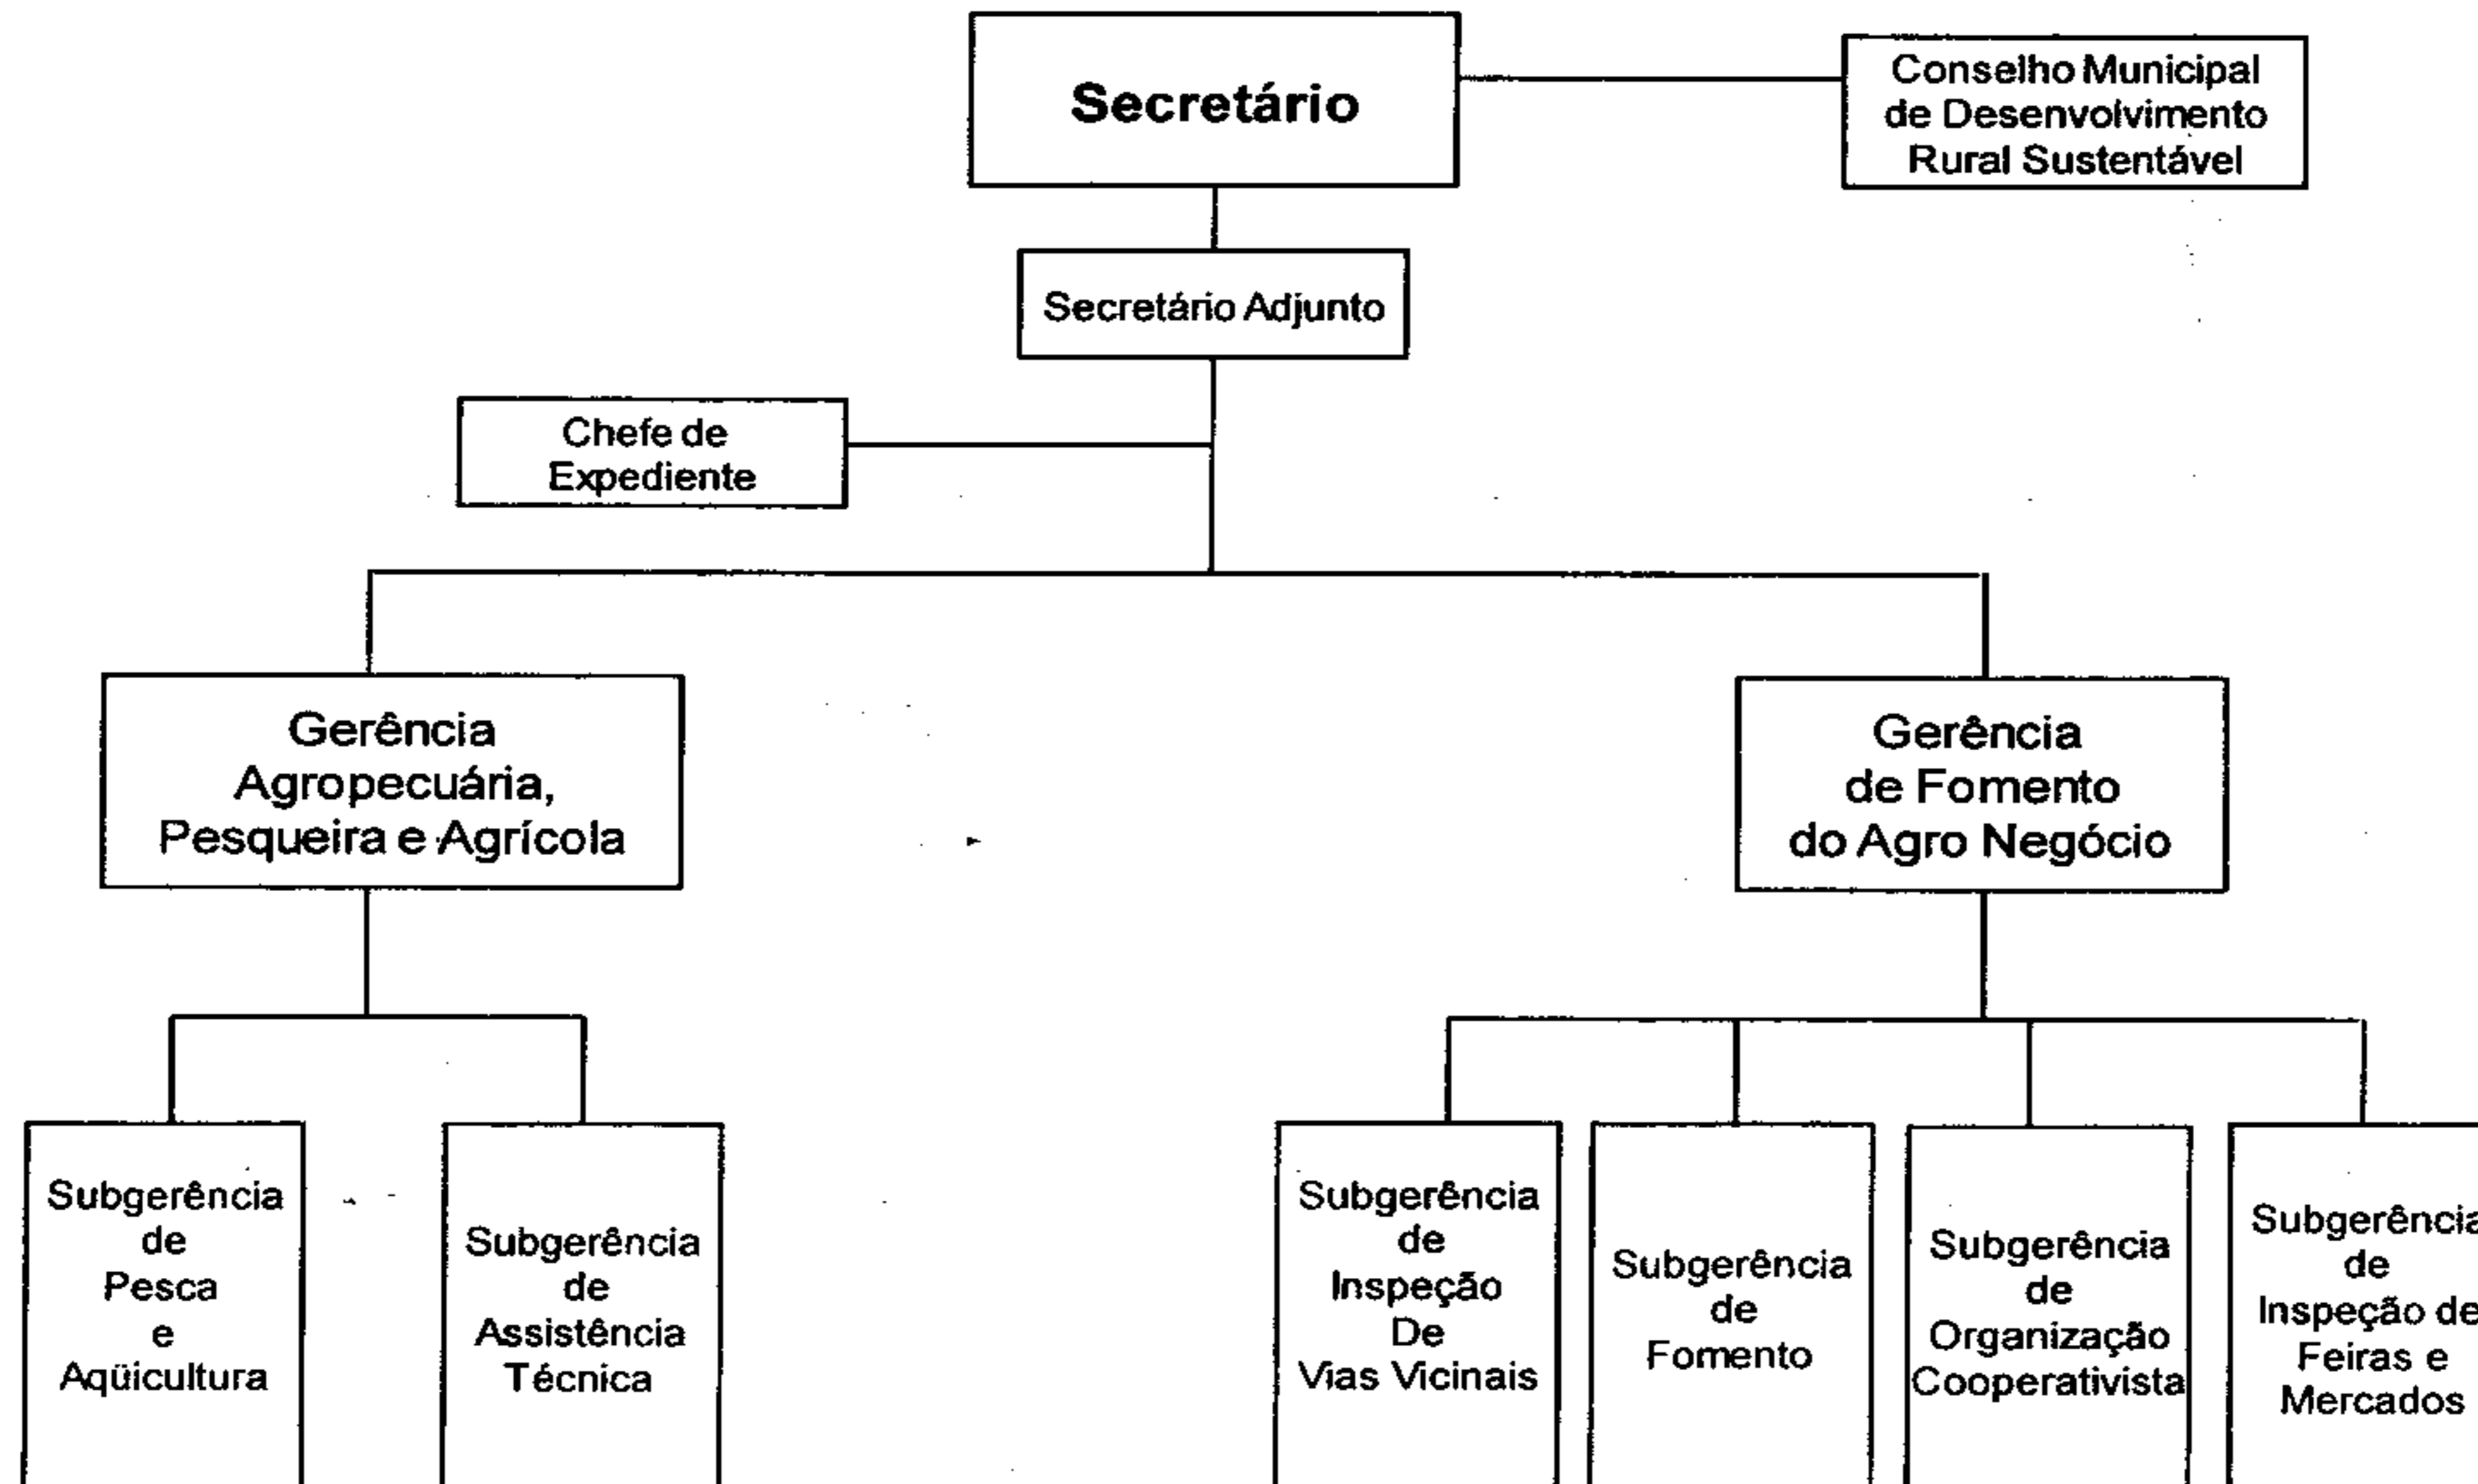 Secretário
Conselho Municipal
de Desenvolvimento
Rural Sustentável
Secretário Adjunto
Chefe de
Expediente
Gerência
Agropecuária,
Pesqueira e Agrícola
Gerência
de Fomento
do Agro Negócio
Subgerência
de
Pesca
e
Aqüicultura
Subgerência
de
Assistência
Técnica
Subgerência
de
Inspeção
De
Vias Vicinais
Subgerência
de
Fomento
Subgerência
de
Organização
Cooperativista
Subgerência
de
Inspeção de
Feiras e
Mercados